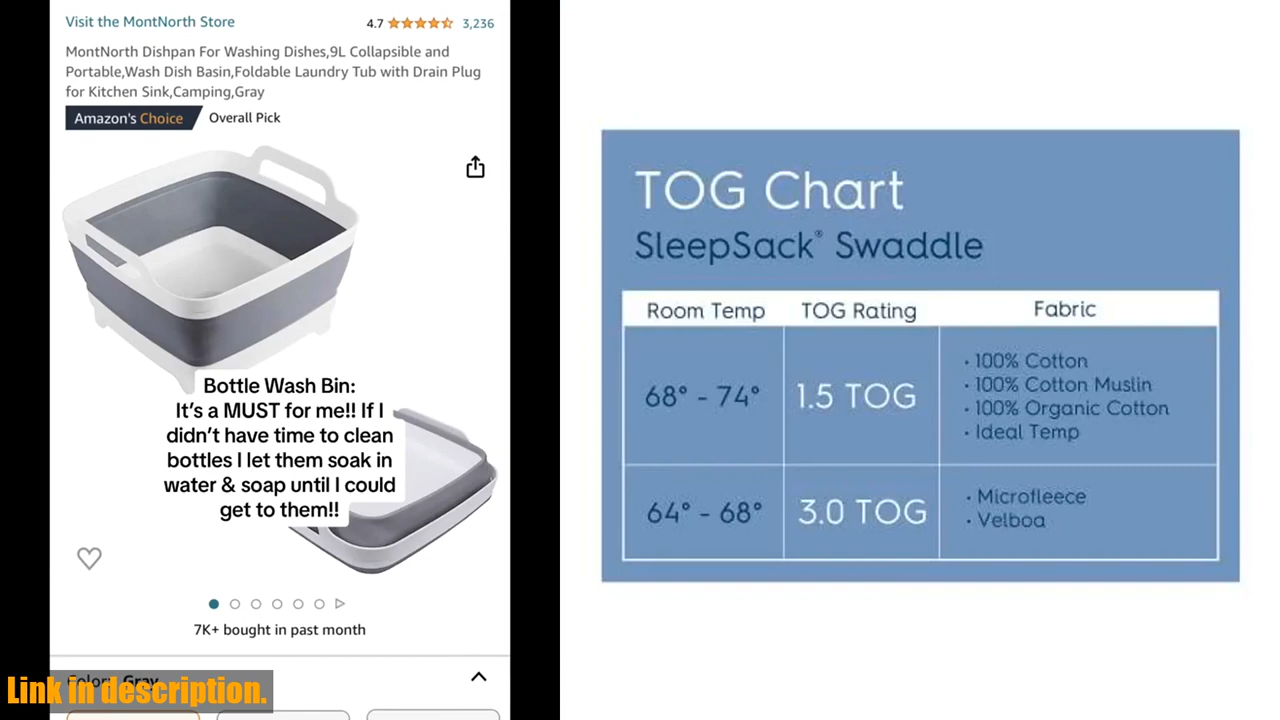 Visit the MontNorth Store
4.7
3,236
MontNorth Dishpan For Washing Dishes,9L Collapsible and
Portable,Wash Dish Basin,Foldable Laundry Tub with Drain Plug
for Kitchen Sink,Camping,Gray
Amazon's Choice
Overall Pick
Bottle Wash Bin:
It's a MUST for me!! If I
didn't have time to clean
bottles I let them soak in
water & soap until I could
get to them!!
7K+ bought in past month
Color: Gray
Link in description.
TOG Chart
SleepSack® Swaddle
Room Temp
TOG Rating
Fabric
68° - 74°
1.5 TOG
• 100% Cotton
• 100% Cotton Muslin
• 100% Organic Cotton
• Ideal Temp
64° - 68°
3.0 TOG
• Microfleece
• Velboa